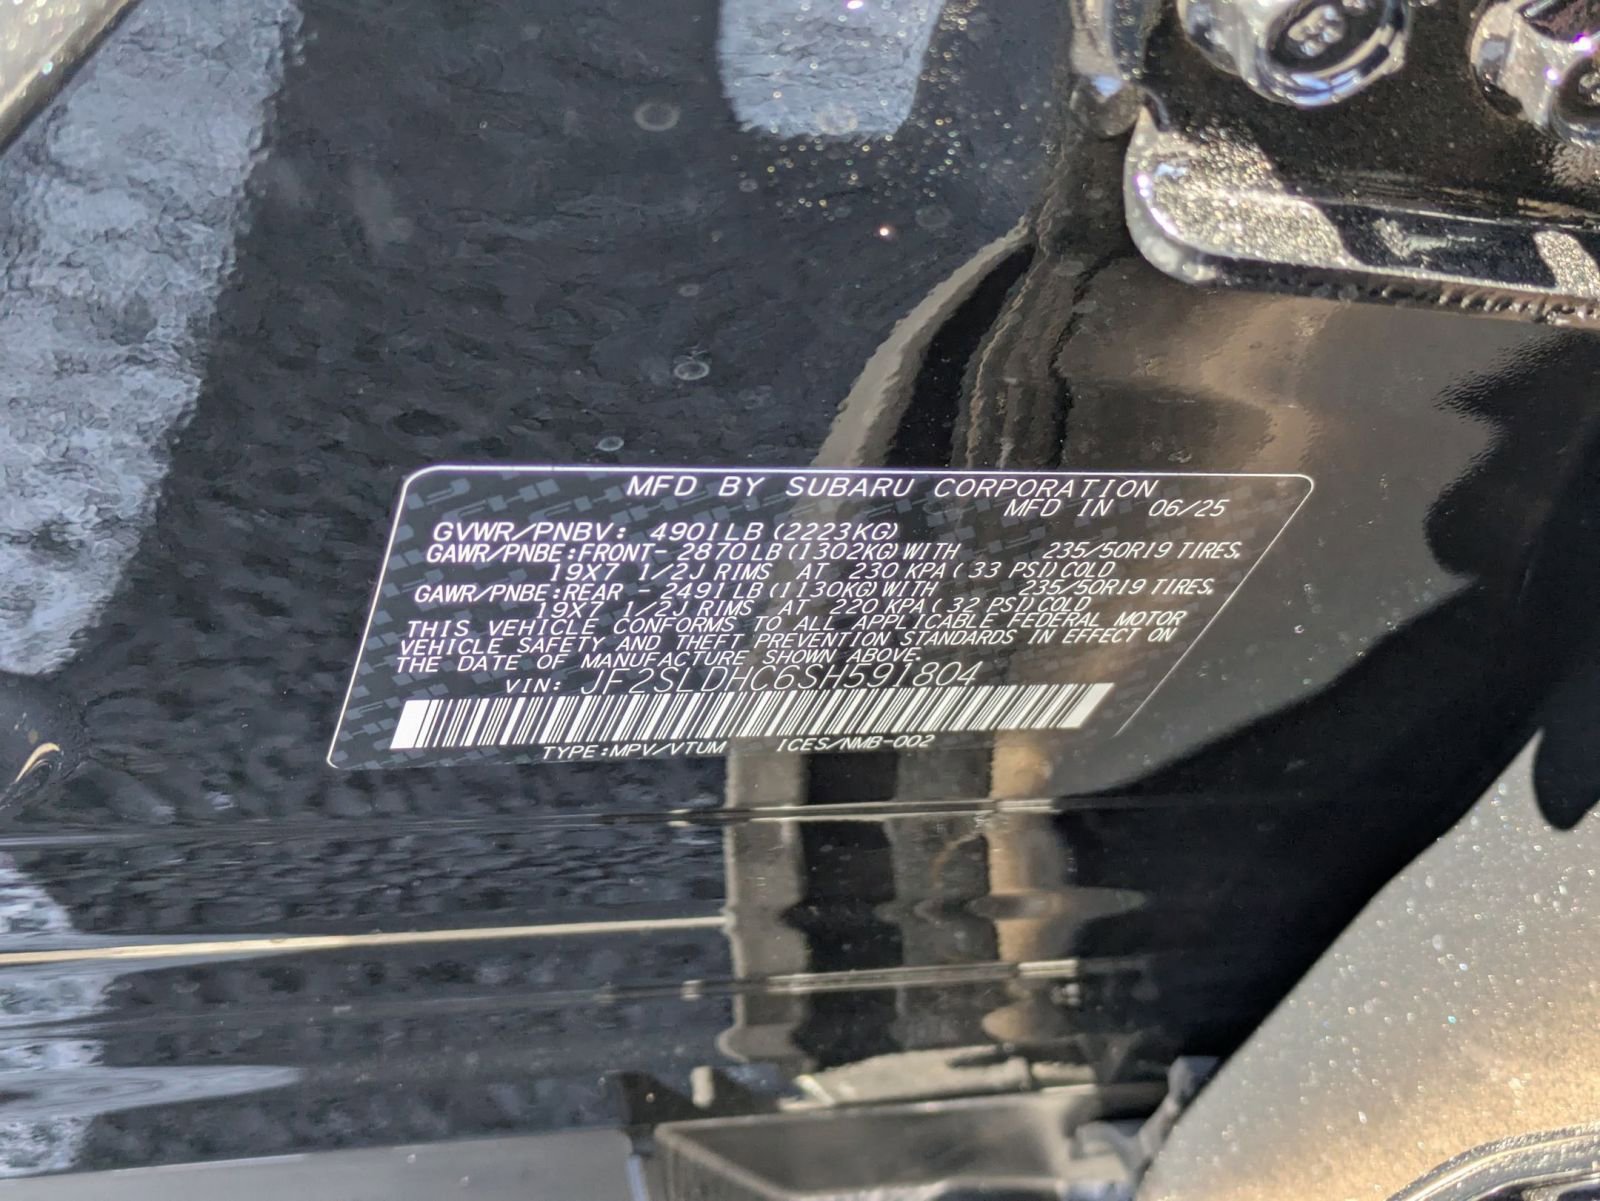 MFD BY SUBARU CORPORATION
MFD IN 06/25
GVWR/PNBV: 4901LB (2223KG)
GAWR/PNBE:FRONT- 2870LB (1302KG) WITH 235/50R19 TIRES,
19X7 1/2J RIMS AT 230 KPA (33 PSI) COLD
GAWR/PNBE:REAR - 2491LB (1130KG) WITH 235/50R19 TIRES,
19X7 1/2J RIMS AT 220 KPA (32 PSI) COLD
THIS VEHICLE CONFORMS TO ALL APPLICABLE FEDERAL MOTOR
VEHICLE SAFETY AND THEFT PREVENTION STANDARDS IN EFFECT ON
THE DATE OF MANUFACTURE SHOWN ABOVE.
VIN: JF2SLDHC6SH591804
TYPE:MPV/VTUM ICES/NMB-002